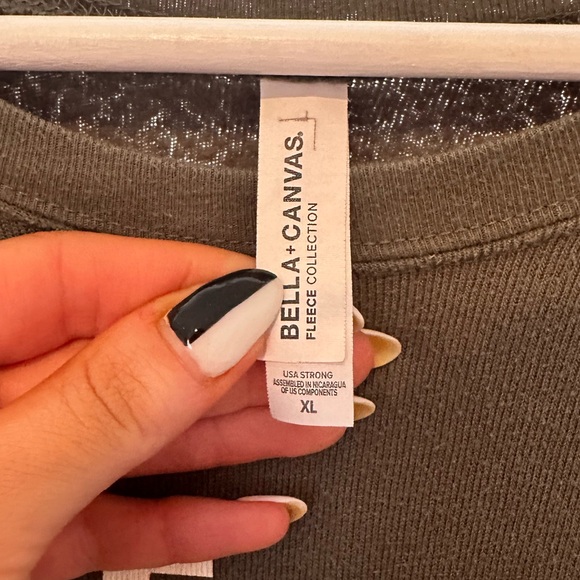 BELLA+CANVAS.
FLEECE COLLECTION
USA STRONG
ASSEMBLED IN NICARAGUA
OF US COMPONENTS
XL